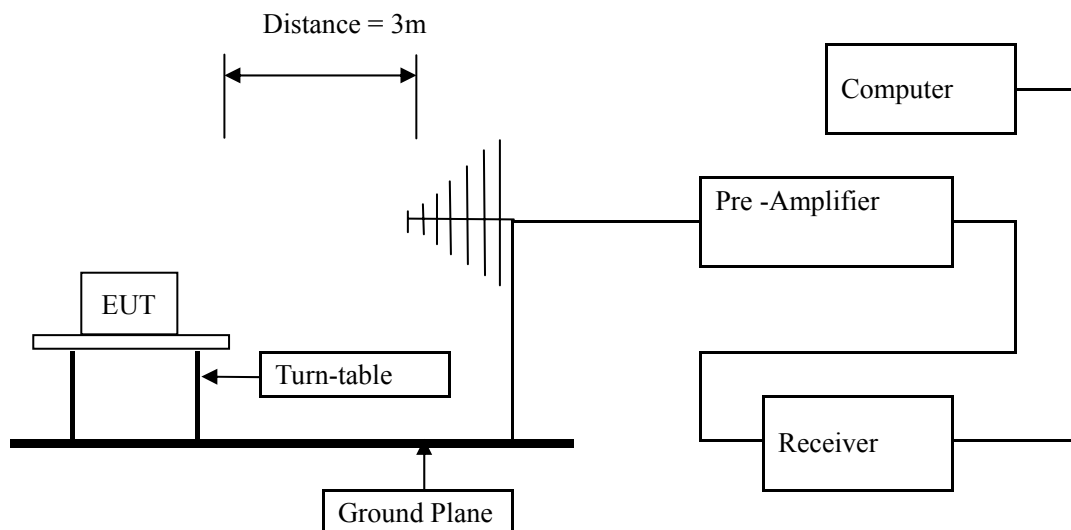 Distance = 3m
Computer
Pre -Amplifier
EUT
Turn-table
Receiver
Ground Plane